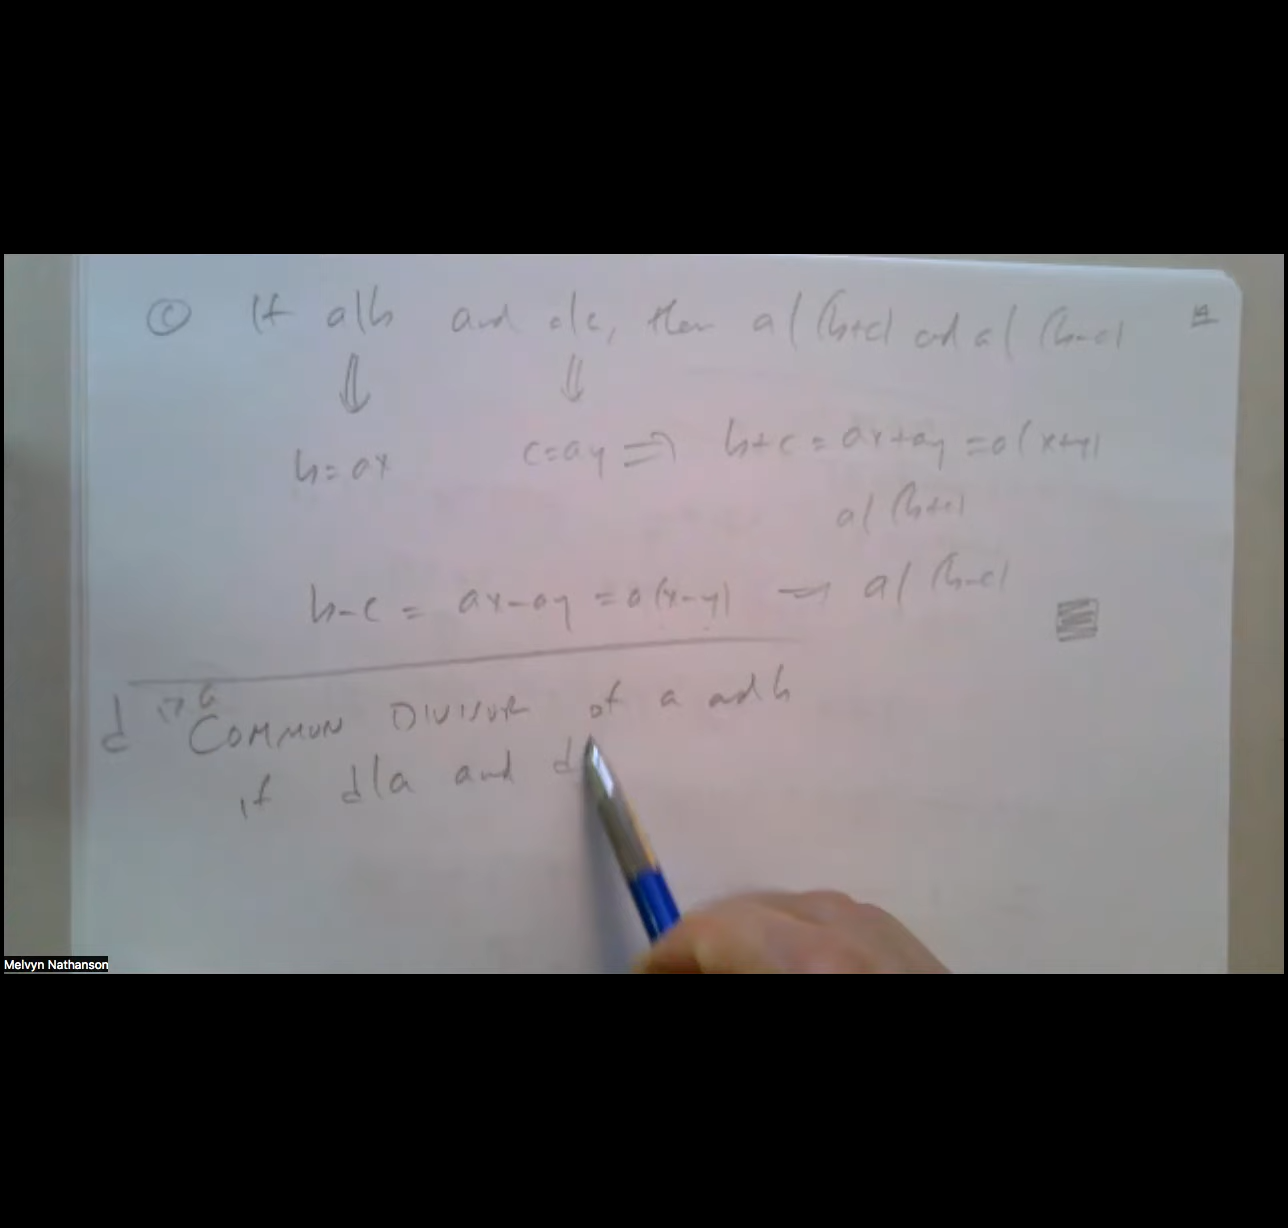 (c) If a|b and a|c, then a|(b+c) and a|(b-c)
⇓ ⇓
b=ax c=ay ⇒ b+c = ax+ay = a(x+y)
a|(b+c)
b-c = ax-ay = a(x-y) ⇒ a|(b-c)
d is a COMMON DIVISOR of a and b
if d|a and d
Melvyn Nathanson